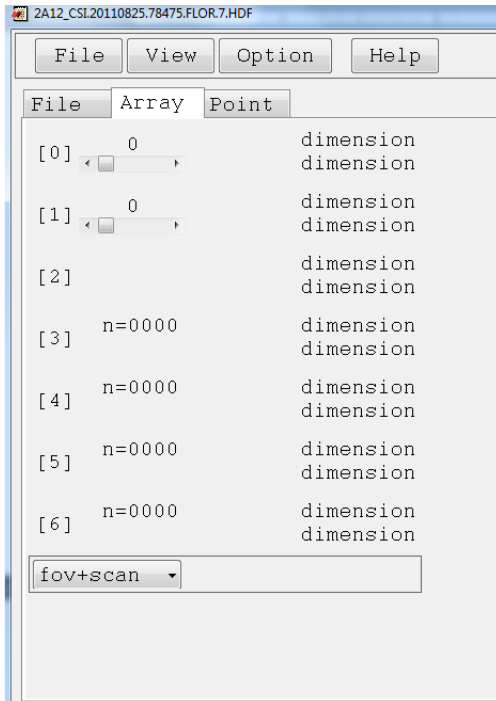 2A12_CSI.20110825.78475.FLOR.7.HDF
File View Option Help
File Array Point
[0] 0 dimension
dimension
[1] 0 dimension
dimension
[2] dimension
dimension
[3] n=0000 dimension
dimension
[4] n=0000 dimension
dimension
[5] n=0000 dimension
dimension
[6] n=0000 dimension
dimension
fov+scan